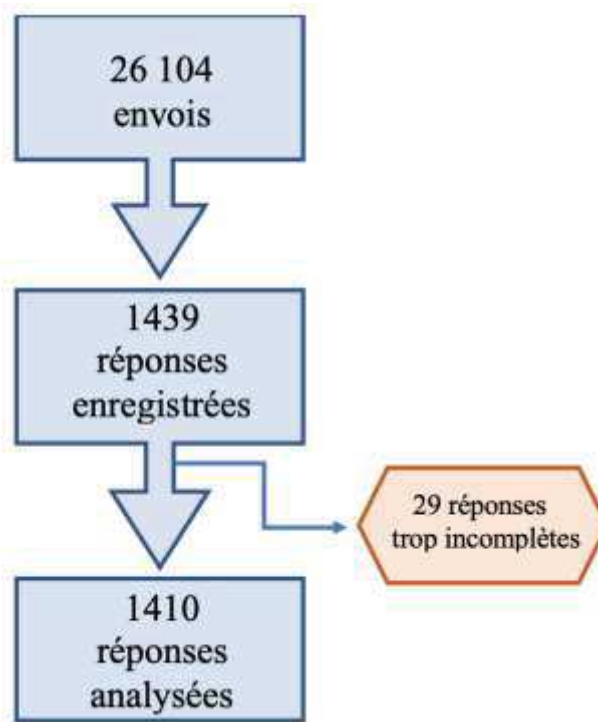 26 104
envois
1439
réponses
enregistrées
29 réponses
trop incomplètes
1410
réponses
analysées